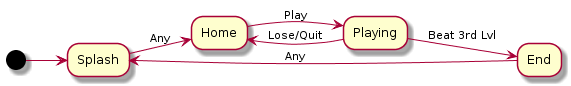 Play
Any
Home
Lose/Quit
Playing
Beat 3rd Lvl
Splash
Any
End